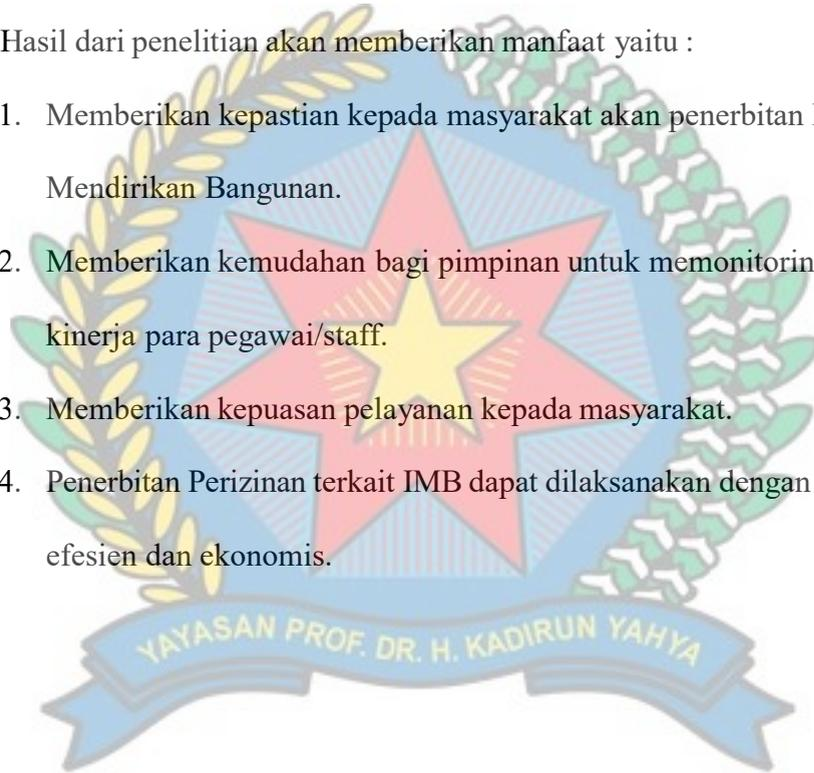 Hasil dari penelitian akan memberikan manfaat yaitu :
1. Memberikan kepastian kepada masyarakat akan penerbitan
Mendirikan Bangunan.
2. Memberikan kemudahan bagi pimpinan untuk memonitorin
kinerja para pegawai/staff.
3. Memberikan kepuasan pelayanan kepada masyarakat.
4. Penerbitan Perizinan terkait IMB dapat dilaksanakan dengan
efesien dan ekonomis.
YAYASAN PROF. DR. H. KADIRUN YAHYA